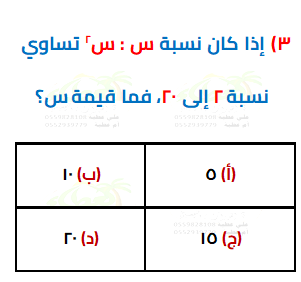 ٣) إذا كان نسبة س : س٢ تساوي
نسبة ٢ إلى ٢٠، فما قيمة س؟
(أ) ٥
(ب) ١٠
(ج) ١٥
(د) ٢٠